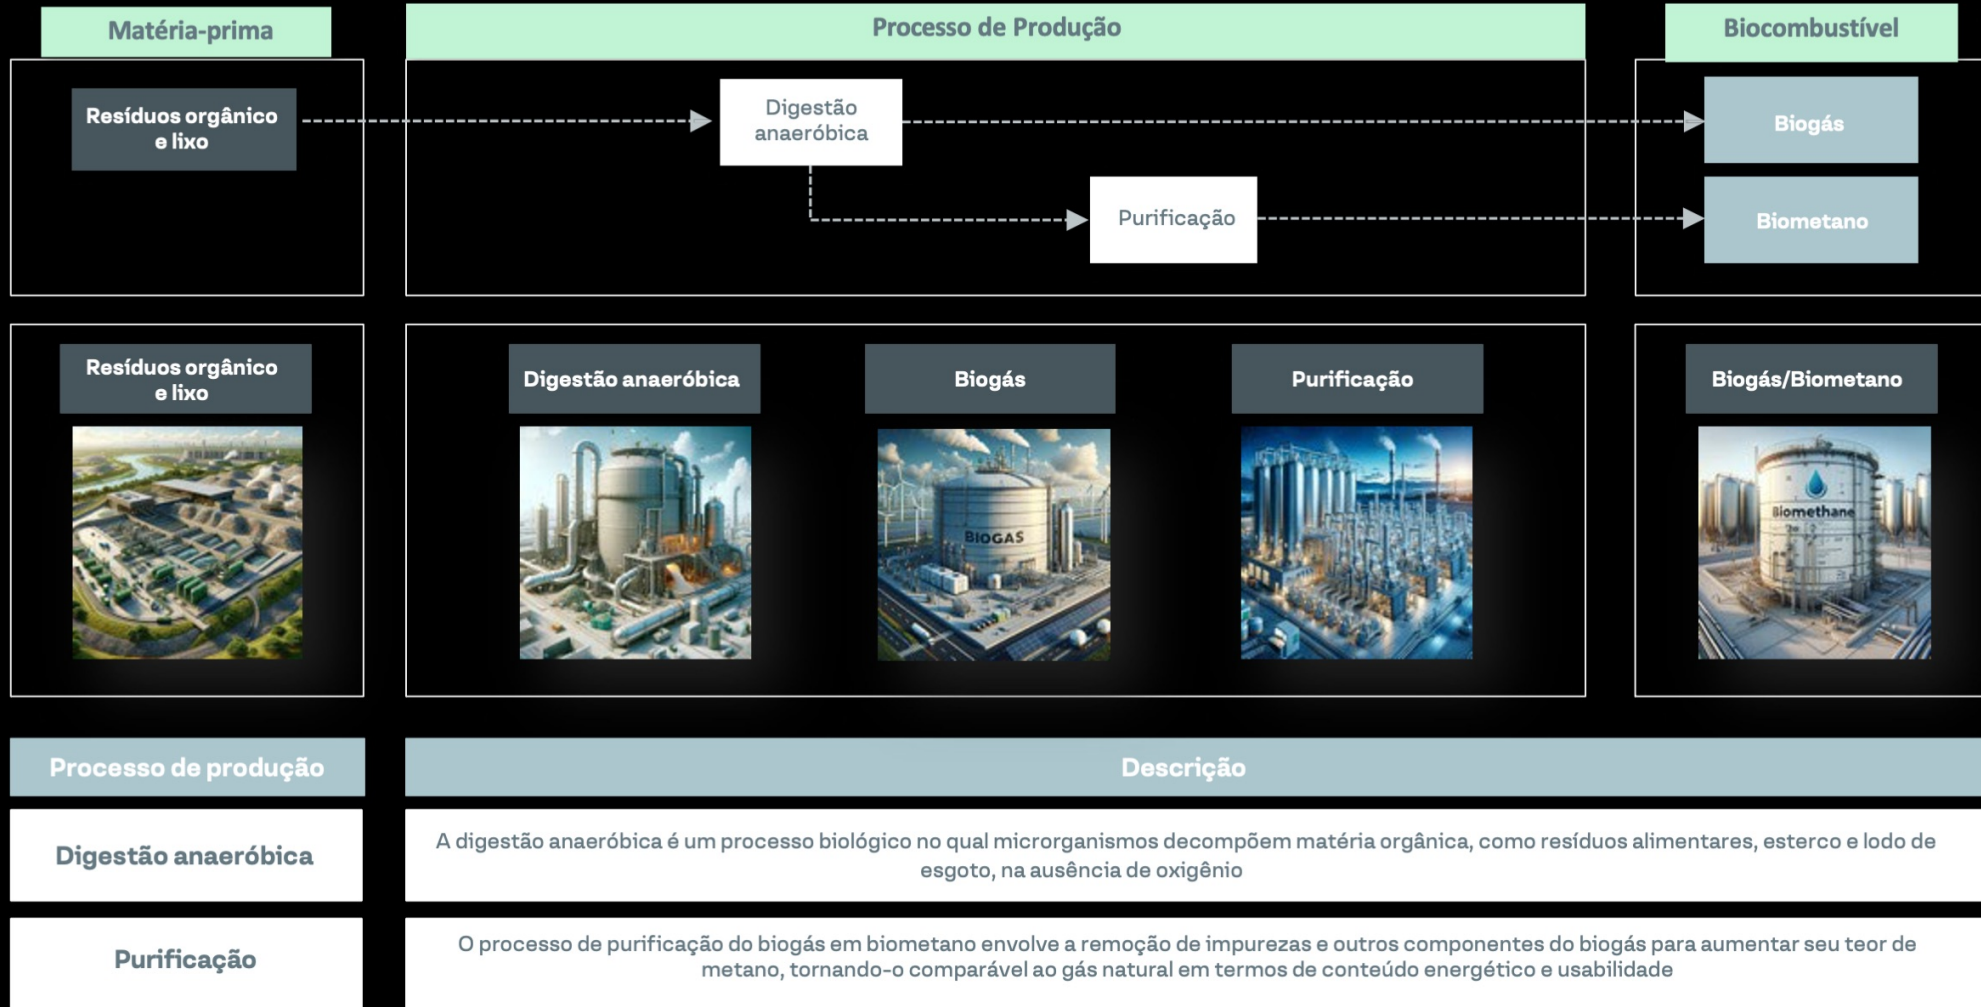 Matéria-prima
Processo de Produção
Biocombustível
Resíduos orgânico
e lixo
Digestão
anaeróbica
Biogás
Purificação
Biometano
Resíduos orgânico
e lixo
Digestão anaeróbica
Biogás
Purificação
Biogás/Biometano
BIOGAS
Biomethane
Processo de produção
Descrição
Digestão anaeróbica
A digestão anaeróbica é um processo biológico no qual microrganismos decompõem matéria orgânica, como resíduos alimentares, esterco e lodo de
esgoto, na ausência de oxigênio
Purificação
O processo de purificação do biogás em biometano envolve a remoção de impurezas e outros componentes do biogás para aumentar seu teor de
metano, tornando-o comparável ao gás natural em termos de conteúdo energético e usabilidade